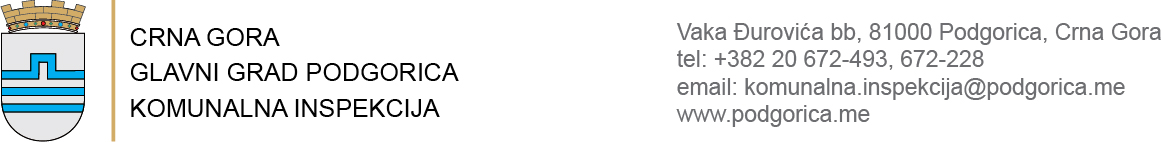 CRNA GORA
GLAVNI GRAD PODGORICA
KOMUNALNA INSPEKCIJA
Vaka Đurovića bb, 81000 Podgorica, Crna Gora
tel: +382 20 672-493, 672-228
email: komunalna.inspekcija@podgorica.me
www.podgorica.me